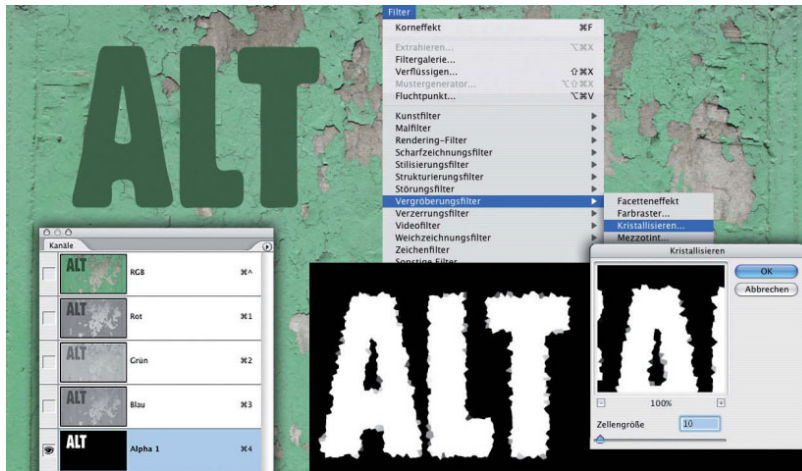 ALT
Filter
Korneffekt ⌘F
Extrahieren... ⌥⌘X
Filtergalerie...
Verflüssigen... ⇧⌘X
Mustergenerator... ⌥⇧⌘X
Fluchtpunkt... ⌥⌘V
Kunstfilter
Malfilter
Rendering-Filter
Scharfzeichnungsfilter
Stilisierungsfilter
Strukturierungsfilter
Störungsfilter
Vergröberungsfilter
Verzerrungsfilter
Videofilter
Weichzeichnungsfilter
Zeichenfilter
Sonstige Filter
Facetteneffekt
Farbraster...
Kristallisieren...
Mezzotint...
Kanäle
ALT RGB ⌘^
ALT Rot ⌘1
ALT Grün ⌘2
ALT Blau ⌘3
ALT Alpha 1 ⌘4
ALT
Kristallisieren
OK
Abbrechen
100%
Zellengröße 10